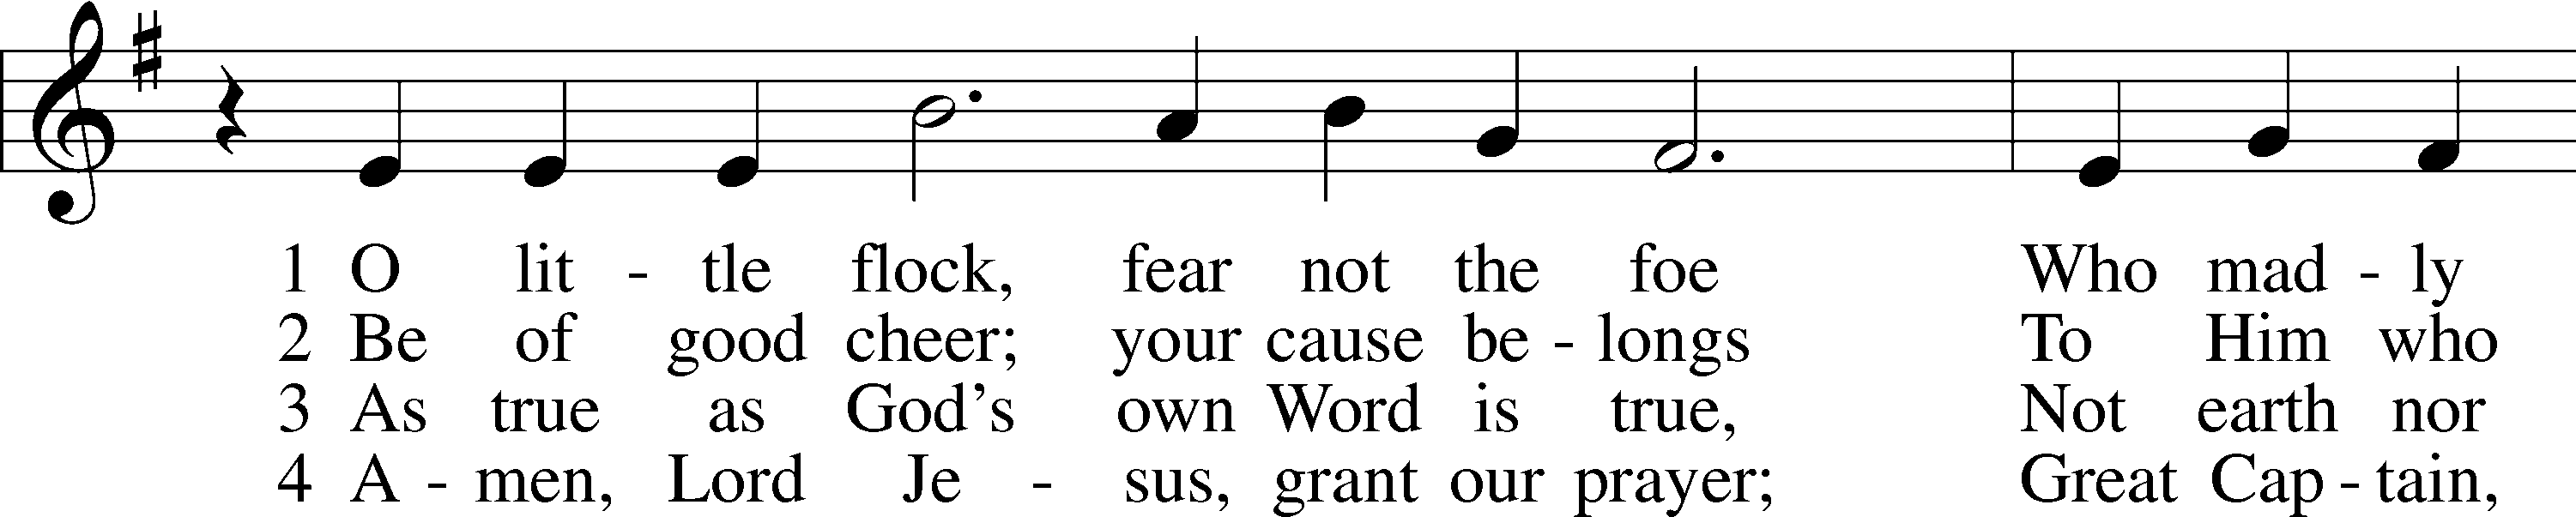 1 O lit - tle flock, fear not the foe Who mad - ly
2 Be of good cheer; your cause be - longs To Him who
3 As true as God’s own Word is true, Not earth nor
4 A - men, Lord Je - sus, grant our prayer; Great Cap - tain,